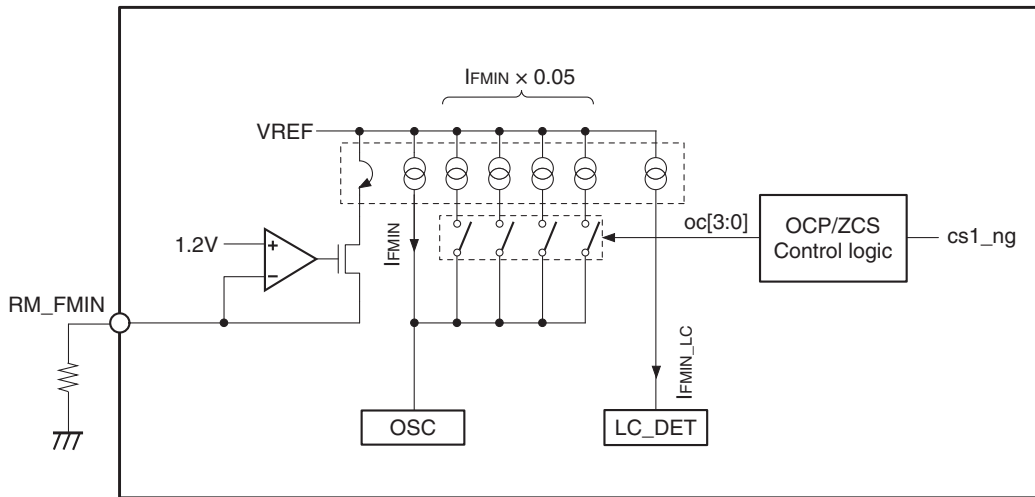 IFMIN × 0.05
VREF
1.2V
+
−
IFMIN
oc[3:0]
OCP/ZCS
Control logic
cs1_ng
RM_FMIN
IFMIN_LC
OSC
LC_DET